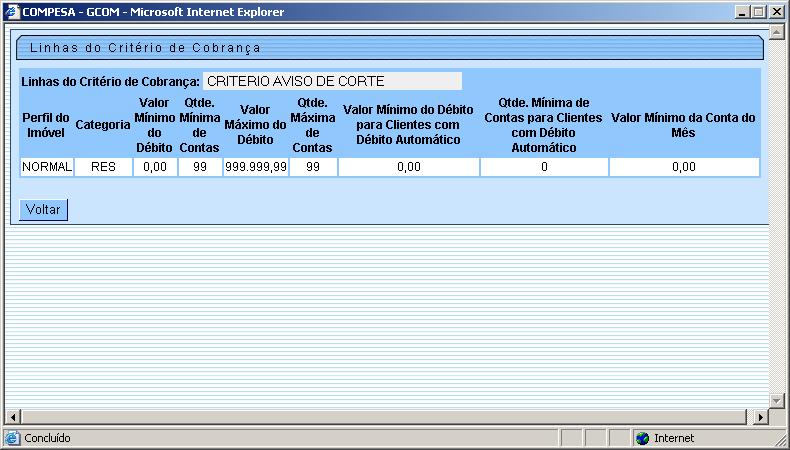 COMPESA - GCOM - Microsoft Internet Explorer
Linhas do Critério de Cobrança
Linhas do Critério de Cobrança: CRITERIO AVISO DE CORTE
Perfil do Imóvel Categoria Valor Mínimo do Débito Qtde. Mínima de Contas Valor Máximo do Débito Qtde. Máxima de Contas Valor Mínimo do Débito para Clientes com Débito Automático Qtde. Mínima de Contas para Clientes com Débito Automático Valor Mínimo da Conta do Mês
NORMAL RES 0,00 99 999.999,99 99 0,00 0 0,00
Voltar
Concluído Internet